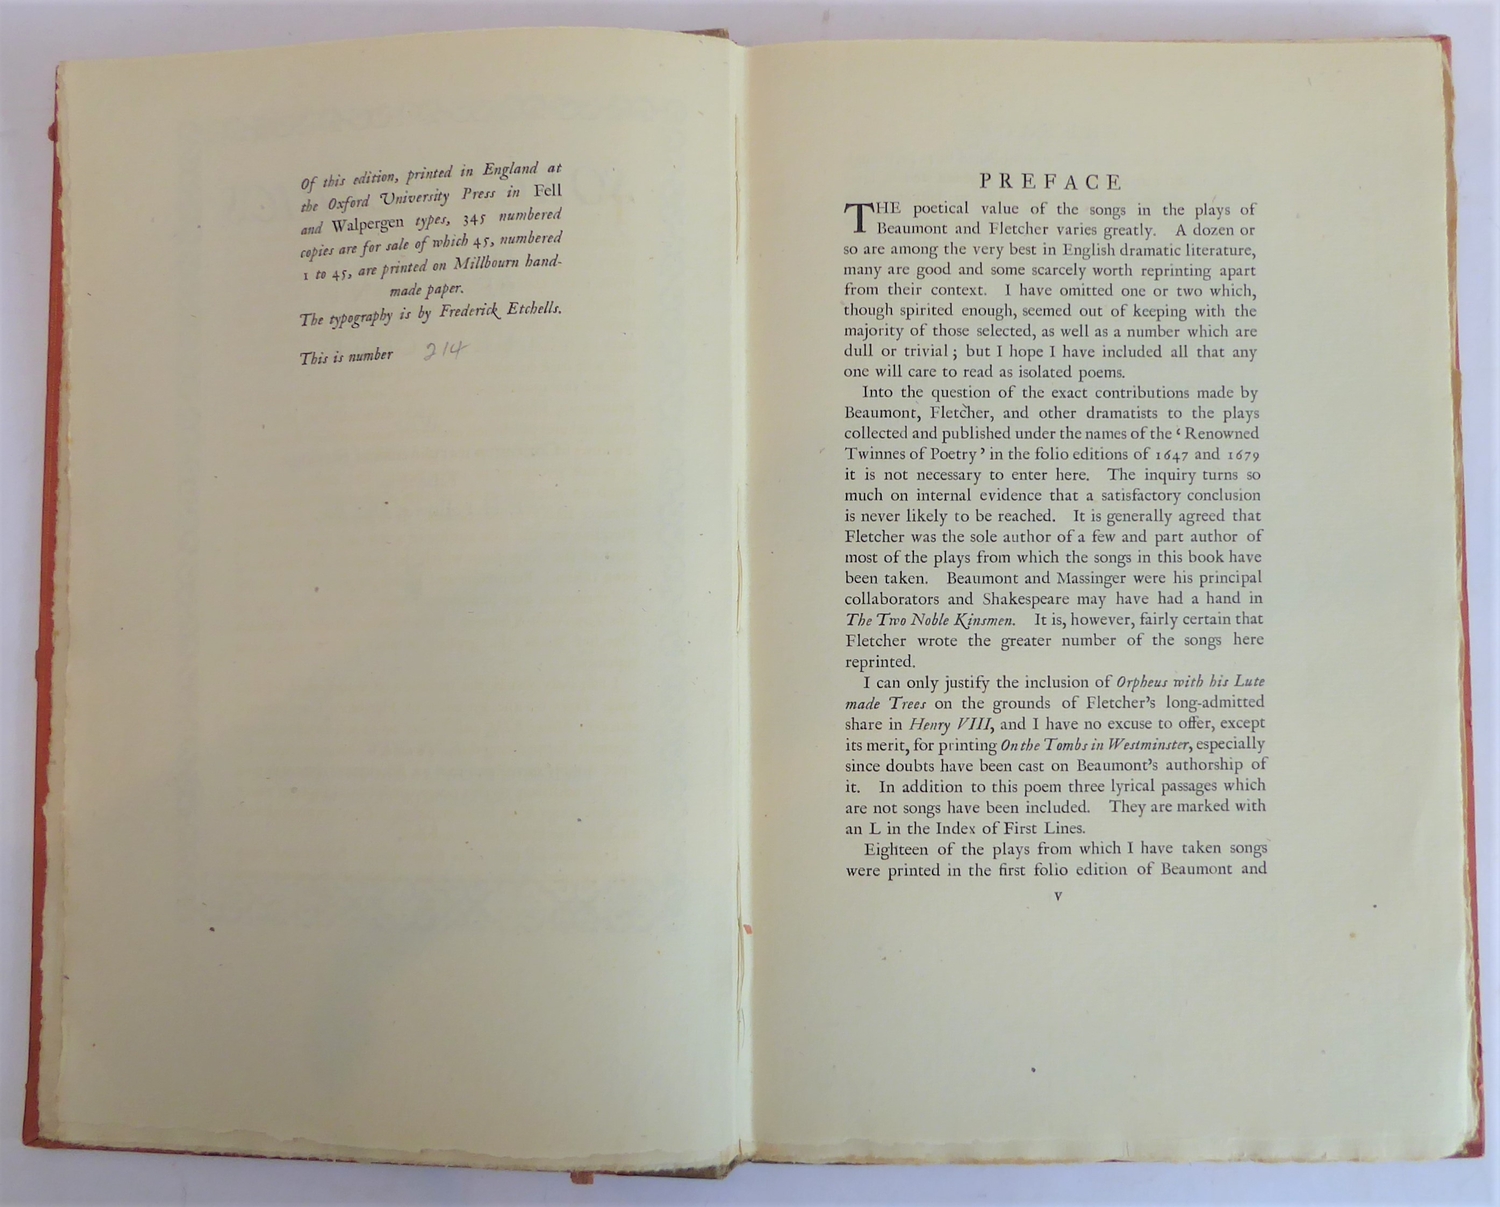 Of this edition, printed in England at
the Oxford University Press in Fell
and Walpergen types, 345 numbered
copies are for sale of which 45, numbered
1 to 45, are printed on Millbourn hand-
made paper.
The typography is by Frederick Etchells.
This is number 214
PREFACE
THE poetical value of the songs in the plays of
Beaumont and Fletcher varies greatly. A dozen or
so are among the very best in English dramatic literature,
many are good and some scarcely worth reprinting apart
from their context. I have omitted one or two which,
though spirited enough, seemed out of keeping with the
majority of those selected, as well as a number which are
dull or trivial; but I hope I have included all that any
one will care to read as isolated poems.
Into the question of the exact contributions made by
Beaumont, Fletcher, and other dramatists to the plays
collected and published under the names of the ‘Renowned
Twinnes of Poetry’ in the folio editions of 1647 and 1679
it is not necessary to enter here. The inquiry turns so
much on internal evidence that a satisfactory conclusion
is never likely to be reached. It is generally agreed that
Fletcher was the sole author of a few and part author of
most of the plays from which the songs in this book have
been taken. Beaumont and Massinger were his principal
collaborators and Shakespeare may have had a hand in
The Two Noble Kinsmen. It is, however, fairly certain that
Fletcher wrote the greater number of the songs here
reprinted.
I can only justify the inclusion of Orpheus with his Lute
made Trees on the grounds of Fletcher’s long-admitted
share in Henry VIII, and I have no excuse to offer, except
its merit, for printing On the Tombs in Westminster, especially
since doubts have been cast on Beaumont’s authorship of
it. In addition to this poem three lyrical passages which
are not songs have been included. They are marked with
an L in the Index of First Lines.
Eighteen of the plays from which I have taken songs
were printed in the first folio edition of Beaumont and
v